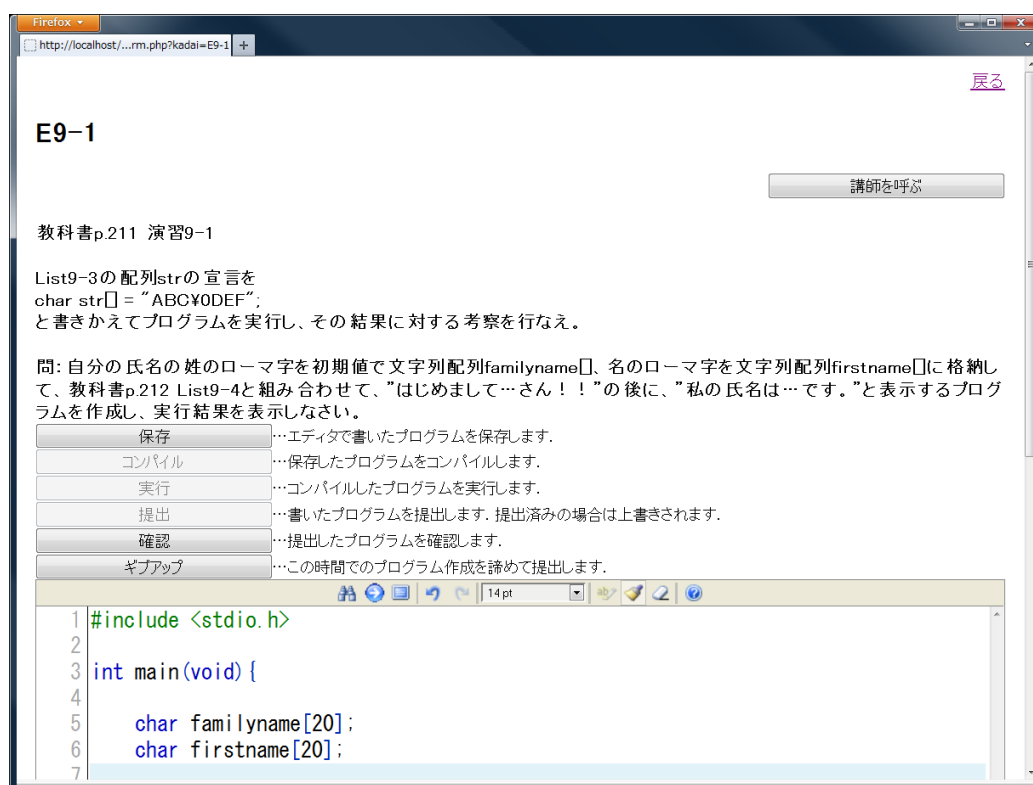 Firefox
http://localhost/...rm.php?kadai=E9-1
戻る
E9-1
講師を呼ぶ
教科書p.211 演習9-1
List9-3の配列strの宣言を
char str[] = "ABC¥0DEF";
と書きかえてプログラムを実行し、その結果に対する考察を行なえ。
問: 自分の氏名の姓のローマ字を初期値で文字列配列familyname[]、名のローマ字を文字列配列firstname[]に格納し
て、教科書p.212 List9-4と組み合わせて、"はじめまして…さん！！"の後に、"私の氏名は…です。"と表示するプログ
ラムを作成し、実行結果を表示しなさい。
保存 …エディタで書いたプログラムを保存します.
コンパイル …保存したプログラムをコンパイルします.
実行 …コンパイルしたプログラムを実行します.
提出 …書いたプログラムを提出します. 提出済みの場合は上書きされます.
確認 …提出したプログラムを確認します.
ギブアップ …この時間でのプログラム作成を諦めて提出します.
14 pt
1 #include <stdio.h>
2
3 int main(void){
4
5 char familyname[20];
6 char firstname[20];
7